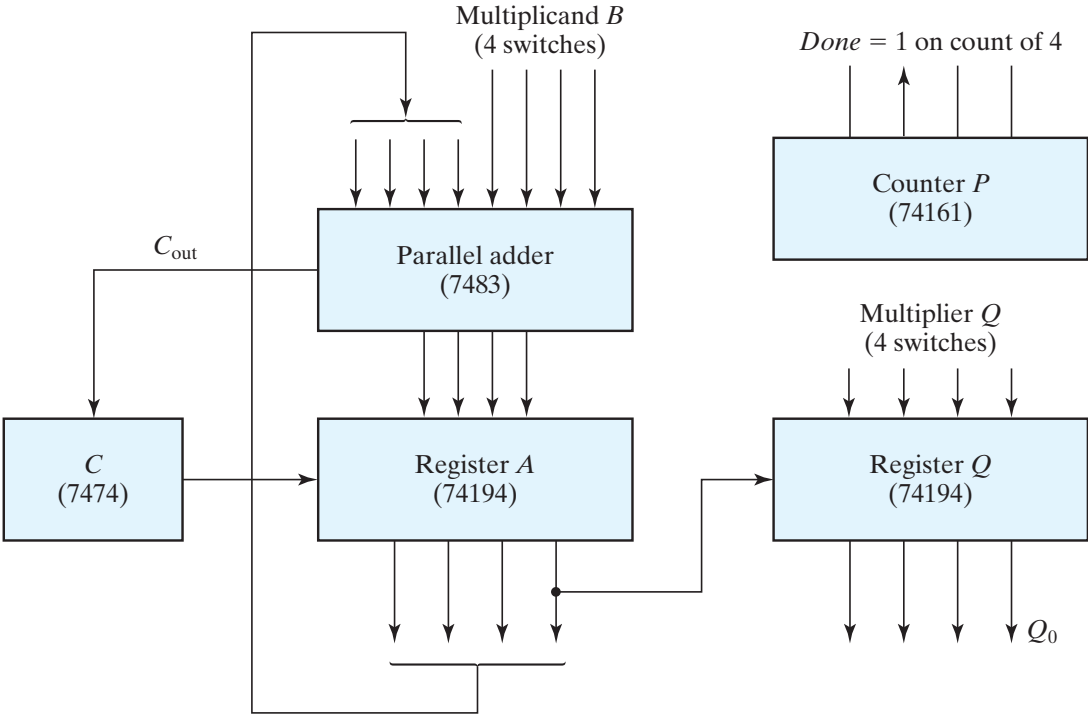 Multiplicand B
(4 switches)
Done = 1 on count of 4
Counter P
(74161)
Parallel adder
(7483)
Cout
Multiplier Q
(4 switches)
C
(7474)
Register A
(74194)
Register Q
(74194)
Q0